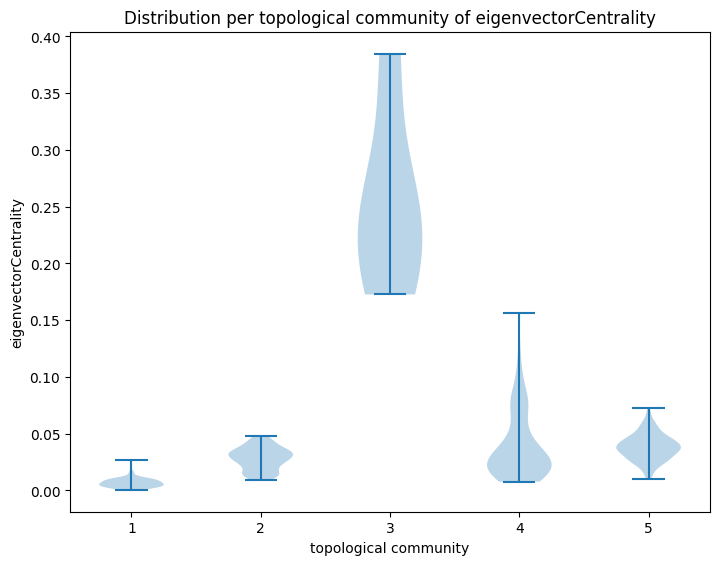 Distribution per topological community of eigenvectorCentrality
0.40
0.35
0.30
0.25
0.20
0.15
0.10
0.05
0.00
eigenvectorCentrality
1 2 3 4 5
topological community